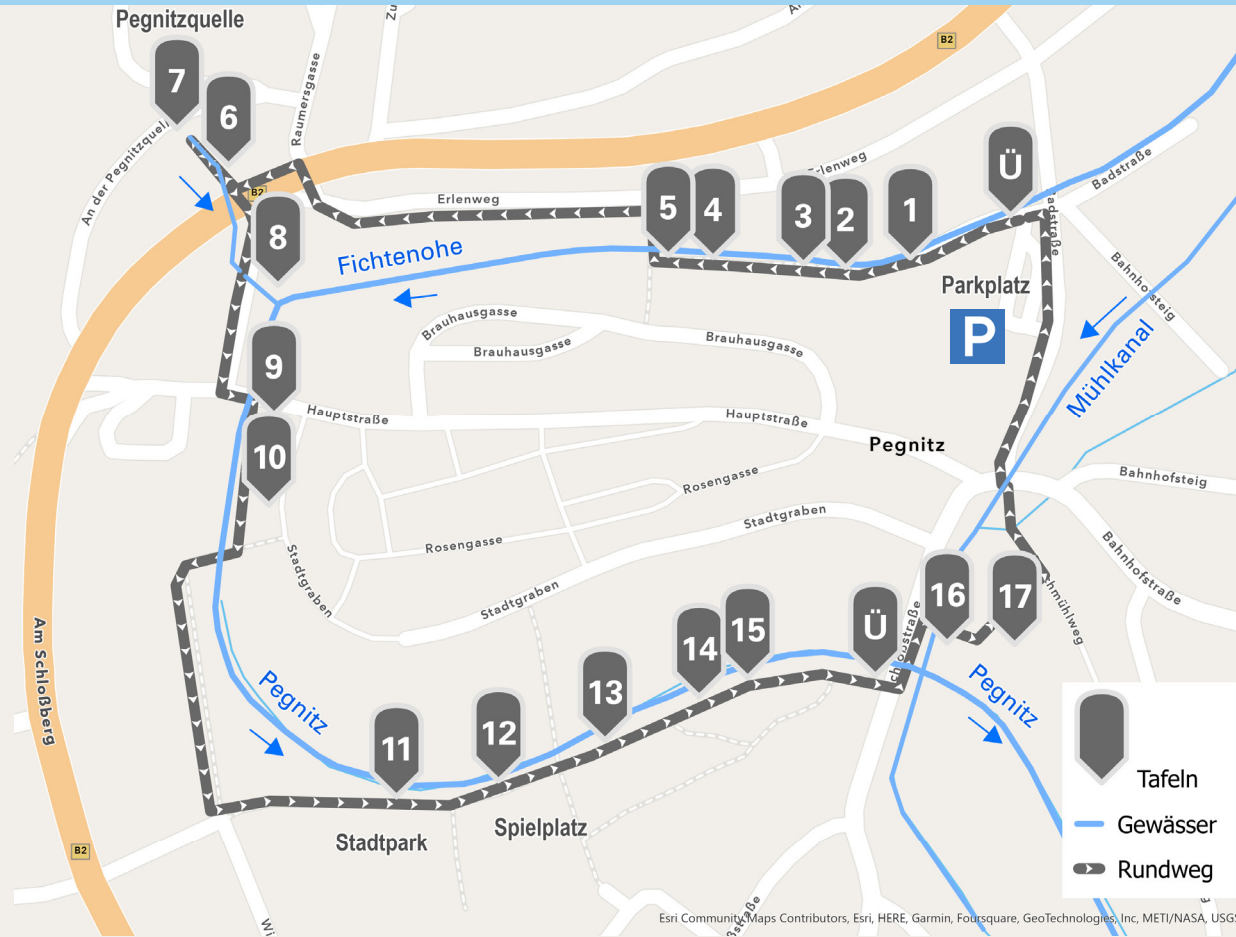 Pegnitzquelle
B2
7
6
Raumersgasse
An der Pegnitzquell
B2
Erlenweg
Erlenweg
Ü
Badstraße
Badstraße
5
4
3
2
1
8
Fichtenohe
Parkplatz
P
Bahnhofsteig
Mühlkanal
Brauhausgasse
Brauhausgasse
Brauhausgasse
9
Hauptstraße
Hauptstraße
Pegnitz
10
Rosengasse
Bahnhofsteig
Stadtgraben
Rosengasse
Stadtgraben
Stadtgraben
Bahnhofstraße
16
17
Am Schloßberg
14
15
Ü
13
Pegnitz
Pegnitz
11
12
Tafeln
Gewässer
Rundweg
Spielplatz
Stadtpark
B2
Esri Community Maps Contributors, Esri, HERE, Garmin, Foursquare, GeoTechnologies, Inc, METI/NASA, USGS